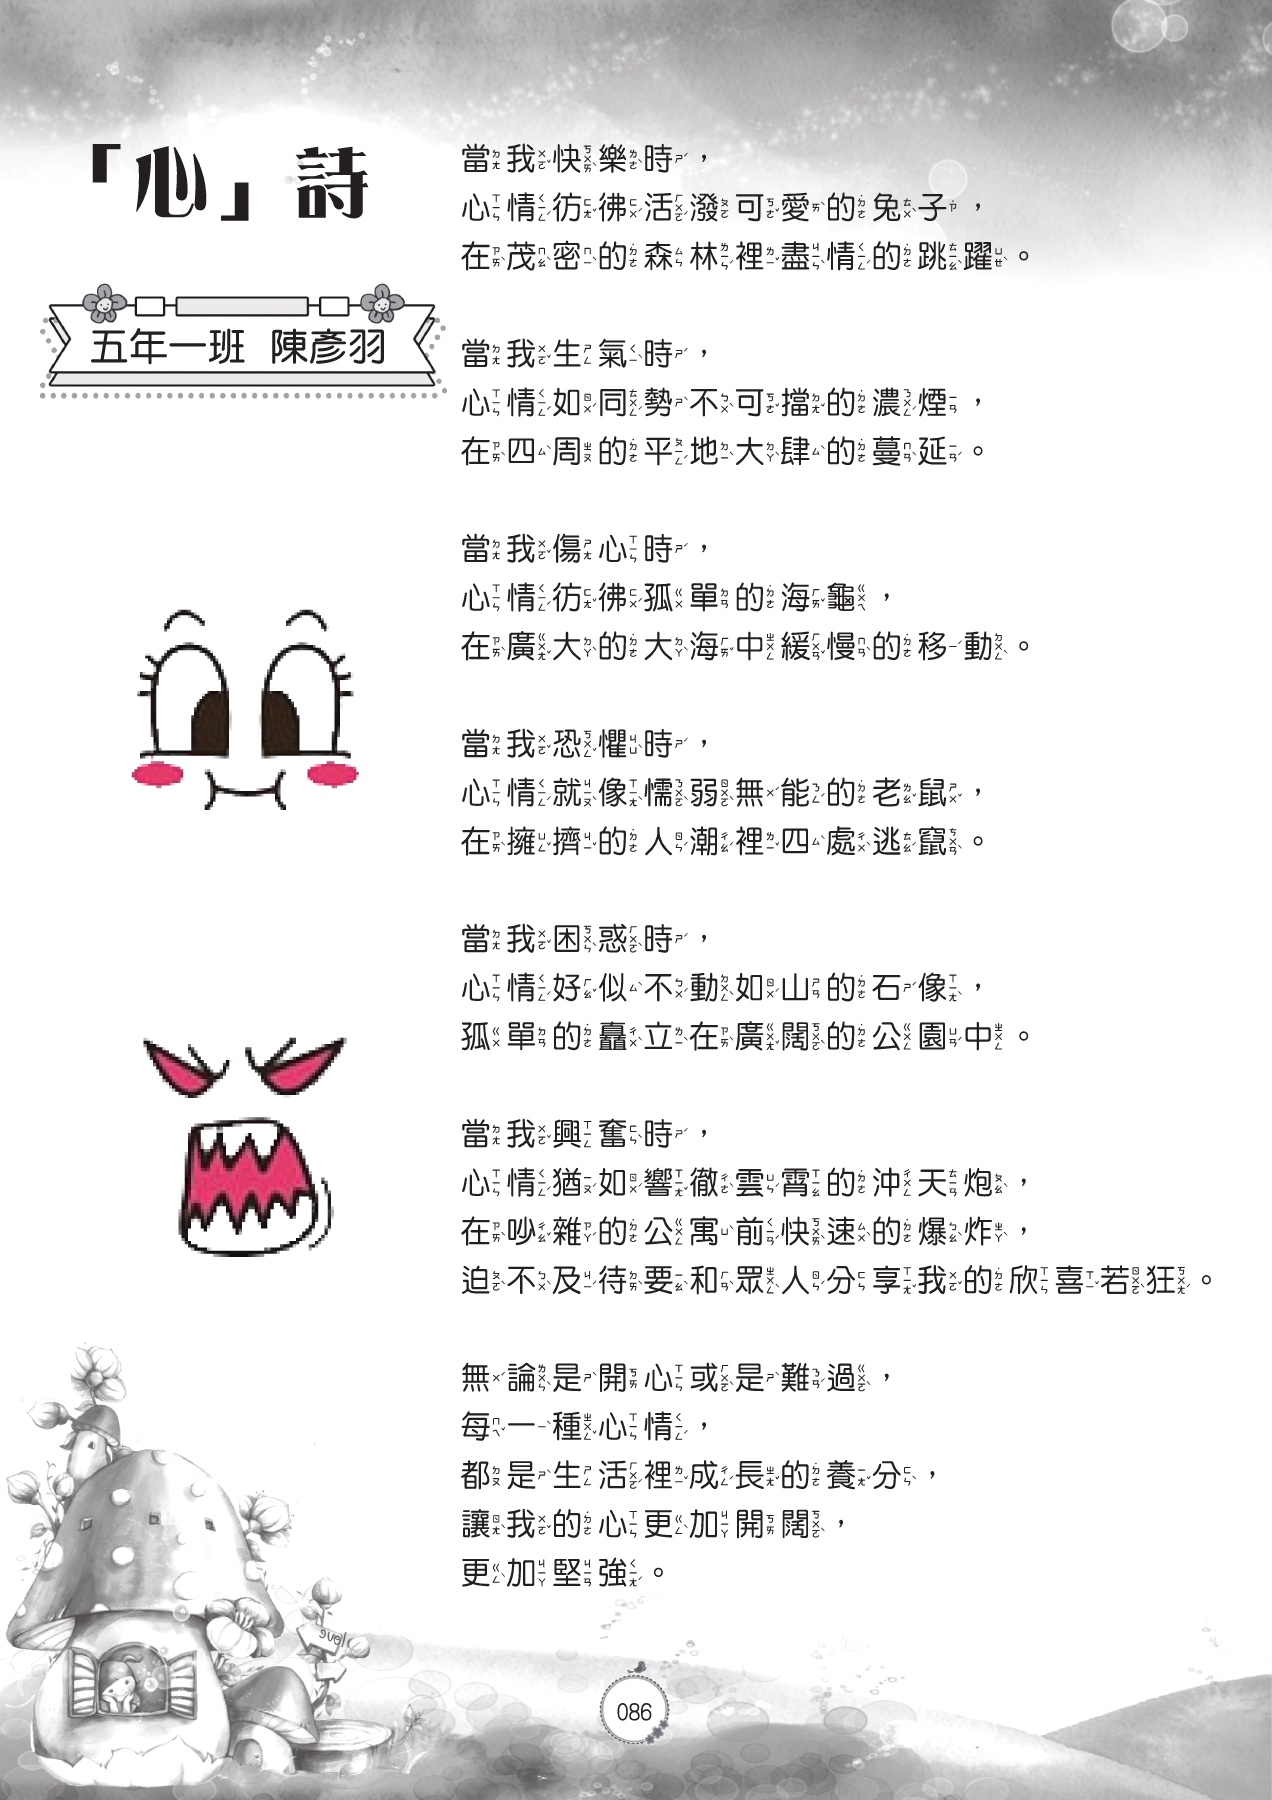 「心」詩
五年一班 陳彥羽
當我快樂時，
心情彷彿活潑可愛的兔子，
在茂密的森林裡盡情的跳躍。
當我生氣時，
心情如同勢不可擋的濃煙，
在四周的平地大肆的蔓延。
當我傷心時，
心情彷彿孤單的海龜，
在廣大的大海中緩慢的移動。
當我恐懼時，
心情就像懦弱無能的老鼠，
在擁擠的人潮裡四處逃竄。
當我困惑時，
心情好似不動如山的石像，
孤單的矗立在廣闊的公園中。
當我興奮時，
心情猶如響徹雲霄的沖天炮，
在吵雜的公寓前快速的爆炸，
迫不及待要和眾人分享我的欣喜若狂。
無論是開心或是難過，
每一種心情，
都是生活裡成長的養分，
讓我的心更加開闊，
更加堅強。
086